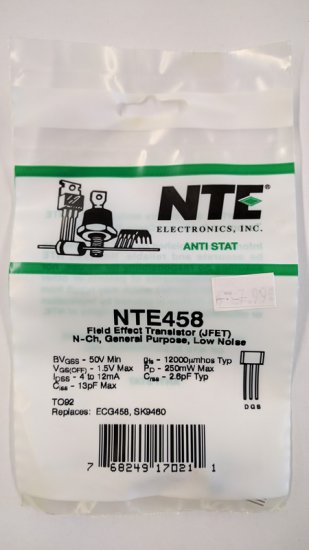 NTE®
ELECTRONICS, INC.
ANTI STAT
NTE458
Field Effect Transistor (JFET)
N-Ch, General Purpose, Low Noise
BVGSS - 50V Min
VGS(OFF) - 1.5V Max
IDSS - 4 to 12mA
Ciss - 13pF Max
gfs - 12000µmhos Typ
PD - 250mW Max
Crss - 2.6pF Typ
D G S
TO92
Replaces: ECG458, SK9460
7 68249 17021 1